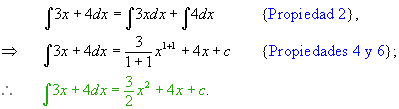 ∫3x + 4dx = ∫3xdx + ∫4dx {Propiedad 2},
⇒ ∫3x + 4dx = 3/(1+1) x^(1+1) + 4x + c {Propiedades 4 y 6};
∴ ∫3x + 4dx = 3/2 x² + 4x + c.